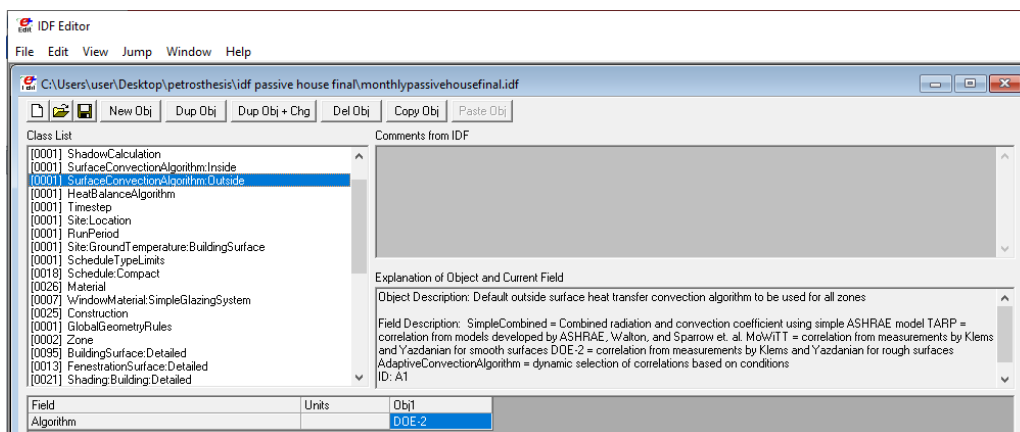 IDF Editor
File Edit View Jump Window Help
C:\Users\user\Desktop\petrosthesis\idf passive house final\monthlypassivehousefinal.idf
New Obj Dup Obj Dup Obj + Chg Del Obj Copy Obj Paste Obj
Class List
[0001] ShadowCalculation
[0001] SurfaceConvectionAlgorithm:Inside
[0001] SurfaceConvectionAlgorithm:Outside
[0001] HeatBalanceAlgorithm
[0001] Timestep
[0001] Site:Location
[0001] RunPeriod
[0001] Site:GroundTemperature:BuildingSurface
[0001] ScheduleTypeLimits
[0018] Schedule:Compact
[0026] Material
[0007] WindowMaterial:SimpleGlazingSystem
[0025] Construction
[0001] GlobalGeometryRules
[0002] Zone
[0095] BuildingSurface:Detailed
[0013] FenestrationSurface:Detailed
[0021] Shading:Building:Detailed
Comments from IDF
Explanation of Object and Current Field
Object Description: Default outside surface heat transfer convection algorithm to be used for all zones
Field Description: SimpleCombined = Combined radiation and convection coefficient using simple ASHRAE model TARP =
correlation from models developed by ASHRAE, Walton, and Sparrow et. al. MoWiTT = correlation from measurements by Klems
and Yazdanian for smooth surfaces DOE-2 = correlation from measurements by Klems and Yazdanian for rough surfaces
AdaptiveConvectionAlgorithm = dynamic selection of correlations based on conditions
ID: A1
Field Units Obj1
Algorithm DOE-2